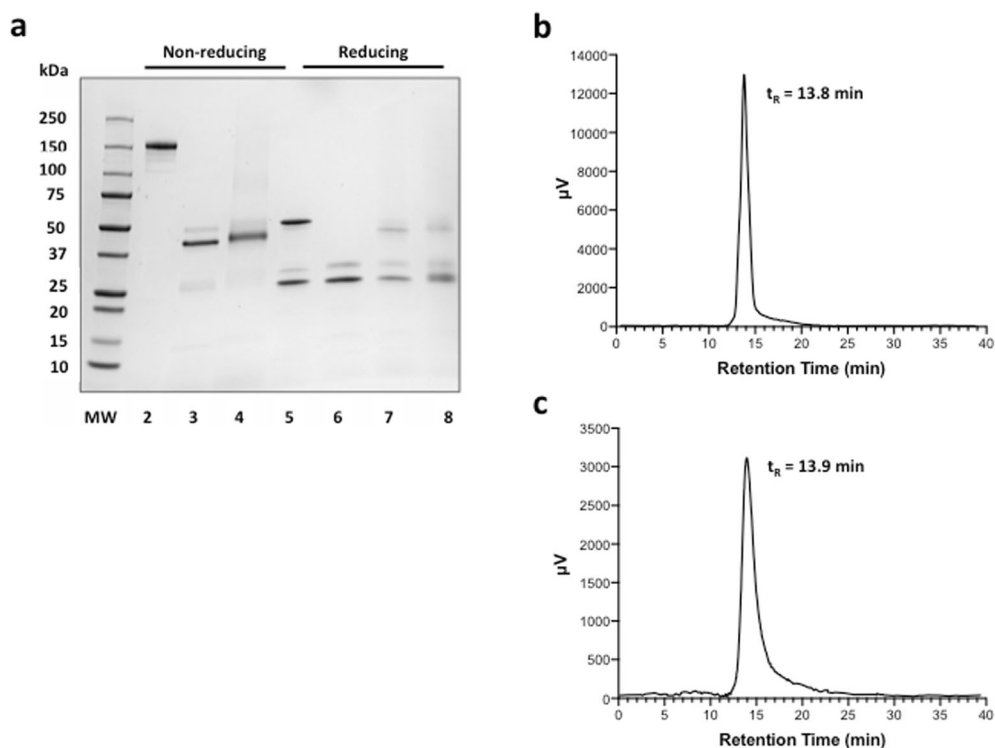 a
Non-reducing
Reducing
kDa
250
150
100
75
50
37
25
20
15
10
MW 2 3 4 5 6 7 8
b
14000
12000
10000
8000
6000
4000
2000
0
µV
tR = 13.8 min
0 5 10 15 20 25 30 35 40
Retention Time (min)
c
3500
3000
2500
2000
1500
1000
500
0
µV
tR = 13.9 min
0 5 10 15 20 25 30 35 40
Retention Time (min)